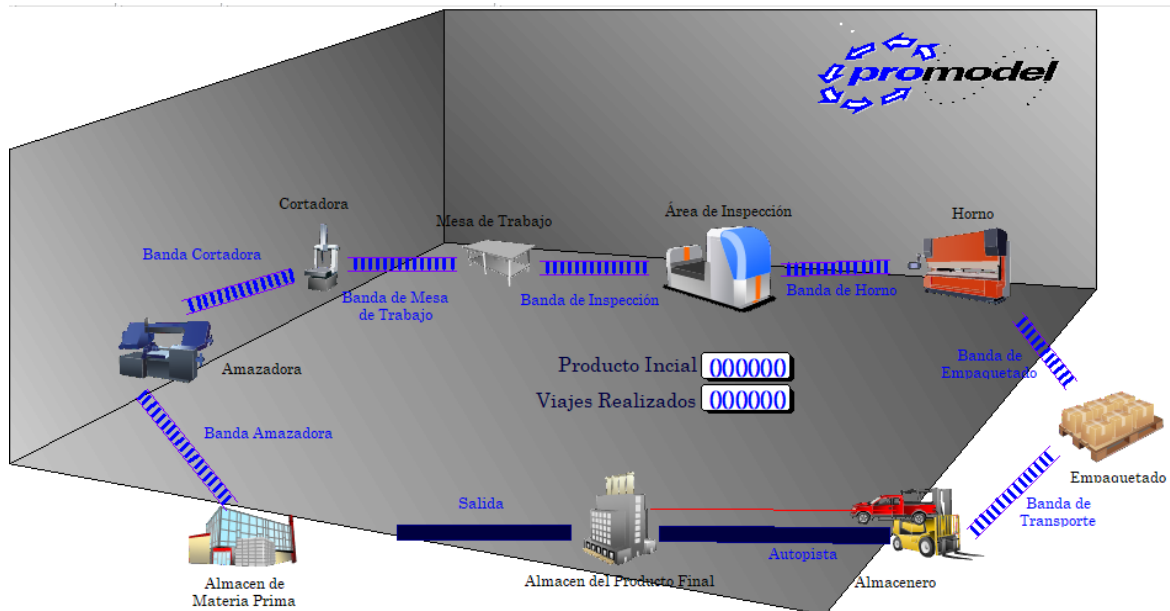 promodel
Cortadora
Mesa de Trabajo
Área de Inspección
Horno
Banda Cortadora
Banda de Mesa
de Trabajo
Banda de Inspección
Banda de Horno
Amazadora
Producto Incial 000000
Viajes Realizados 000000
Banda de
Empaquetado
Banda Amazadora
Empaquetado
Salida
Banda de
Transporte
Autopista
Almacen de
Materia Prima
Almacen del Producto Final
Almacenero